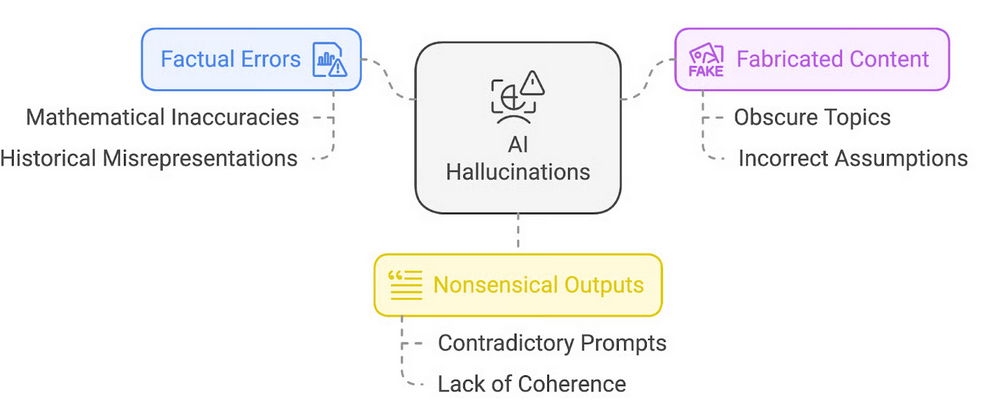 Factual Errors
Mathematical Inaccuracies
Historical Misrepresentations
AI
Hallucinations
FAKE
Fabricated Content
Obscure Topics
Incorrect Assumptions
Nonsensical Outputs
Contradictory Prompts
Lack of Coherence